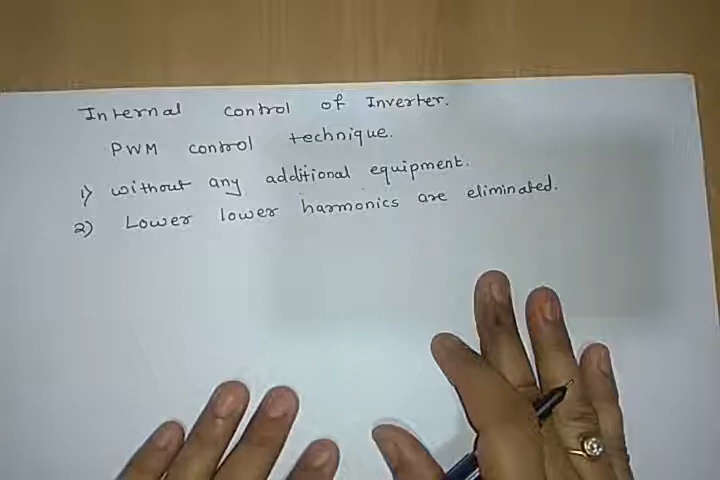 Internal control of Inverter.
PWM control technique.
1) without any additional equipment.
2) Lower lower harmonics are eliminated.